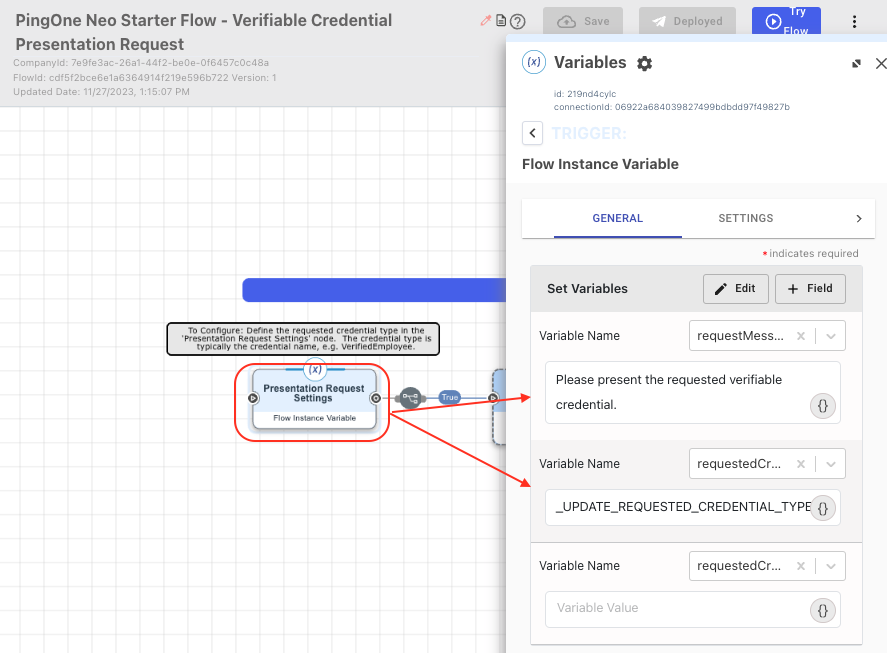 PingOne Neo Starter Flow - Verifiable Credential
Presentation Request
CompanyId: 7e9fe3ac-26a1-44f2-be0e-0f6457c0c48a
FlowId: cdf5f2bce6e1a6364914f219e596b722 Version: 1
Updated Date: 11/27/2023, 1:15:07 PM
Save
Deployed
Try
Flow
Variables
id: 219nd4cylc
connectionId: 06922a684039827499bdbdd97f49827b
TRIGGER:
Flow Instance Variable
GENERAL
SETTINGS
* indicates required
Set Variables
Edit
+ Field
Variable Name
requestMess...
Please present the requested verifiable
credential.
{}
Variable Name
requestedCr...
_UPDATE_REQUESTED_CREDENTIAL_TYPE
{}
Variable Name
requestedCr...
Variable Value
{}
To Configure: Define the requested credential type in the
'Presentation Request Settings' node. The credential type is
typically the credential name, e.g. VerifiedEmployee.
(x)
Presentation Request
Settings
Flow Instance Variable
True